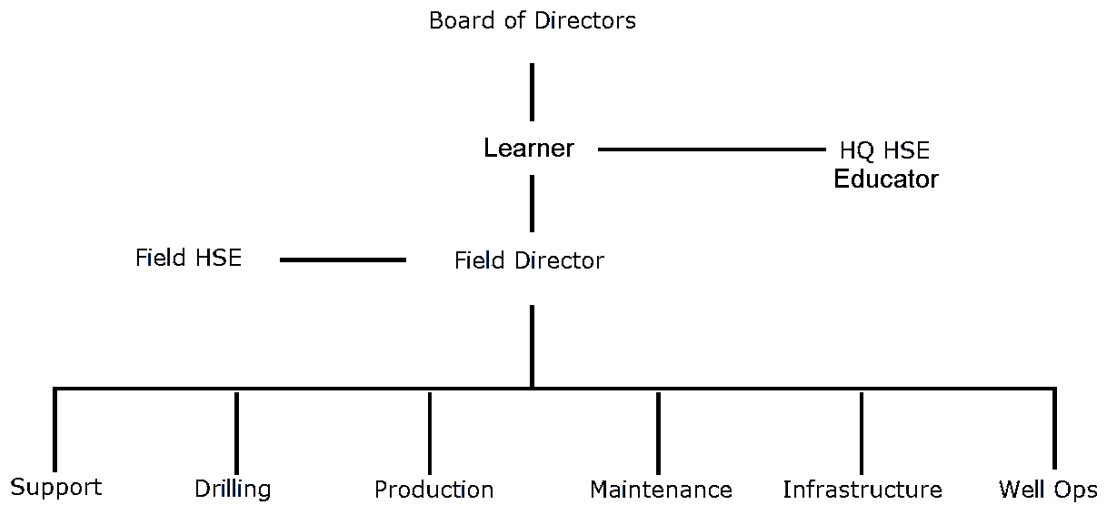 Board of Directors
Learner
HQ HSE
Educator
Field HSE
Field Director
Support
Drilling
Production
Maintenance
Infrastructure
Well Ops